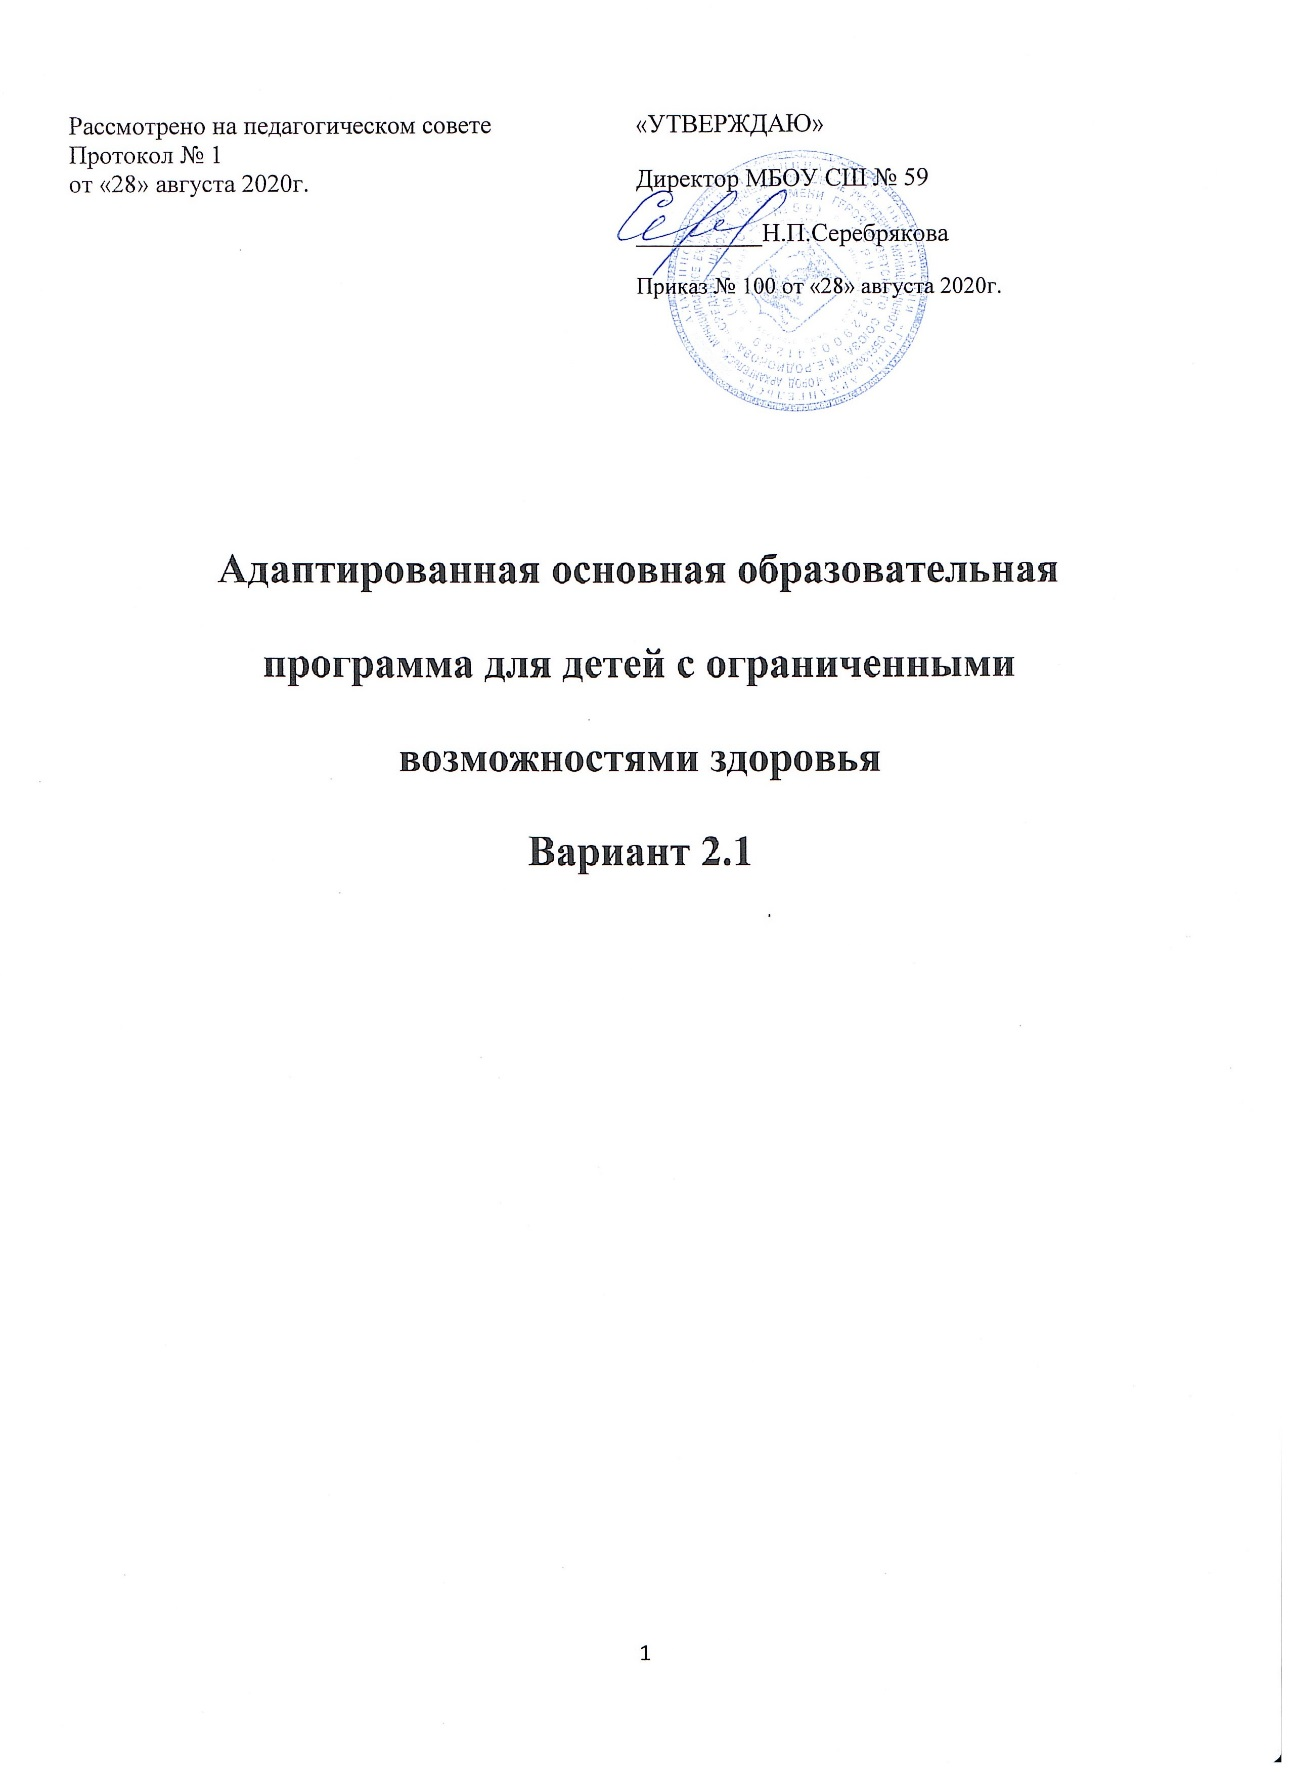 Рассмотрено на педагогическом совете
Протокол № 1
от «28» августа 2020г.
«УТВЕРЖДАЮ»
Директор МБОУ СШ № 59
__________Н.П.Серебрякова
Приказ № 100 от «28» августа 2020г.
Адаптированная основная образовательная
программа для детей с ограниченными
возможностями здоровья
Вариант 2.1
1